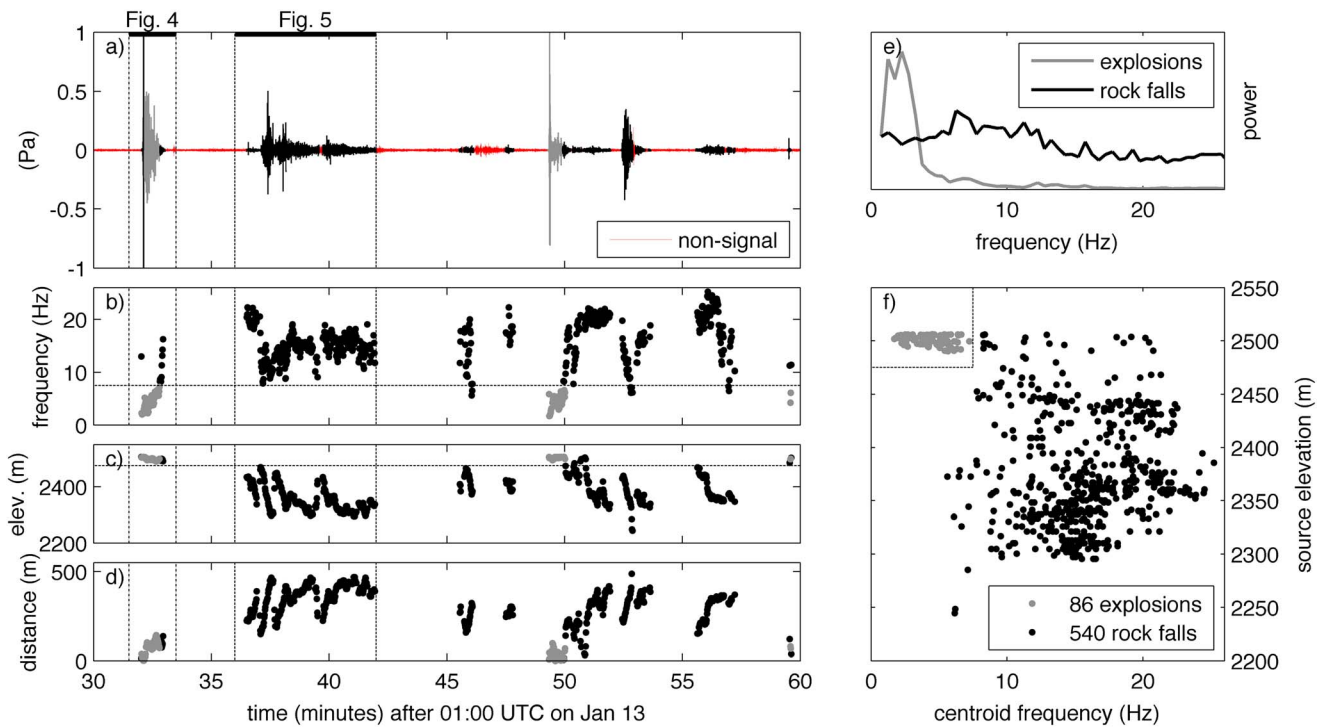 Fig. 4
Fig. 5
a)
1
0.5
0
-0.5
-1
(Pa)
non-signal
b)
20
10
0
frequency (Hz)
c)
2400
2200
elev. (m)
d)
500
0
distance (m)
30
35
40
45
50
55
60
time (minutes) after 01:00 UTC on Jan 13
e)
explosions
rock falls
power
0
10
20
frequency (Hz)
f)
2550
2500
2450
2400
2350
2300
2250
2200
source elevation (m)
86 explosions
540 rock falls
0
10
20
centroid frequency (Hz)